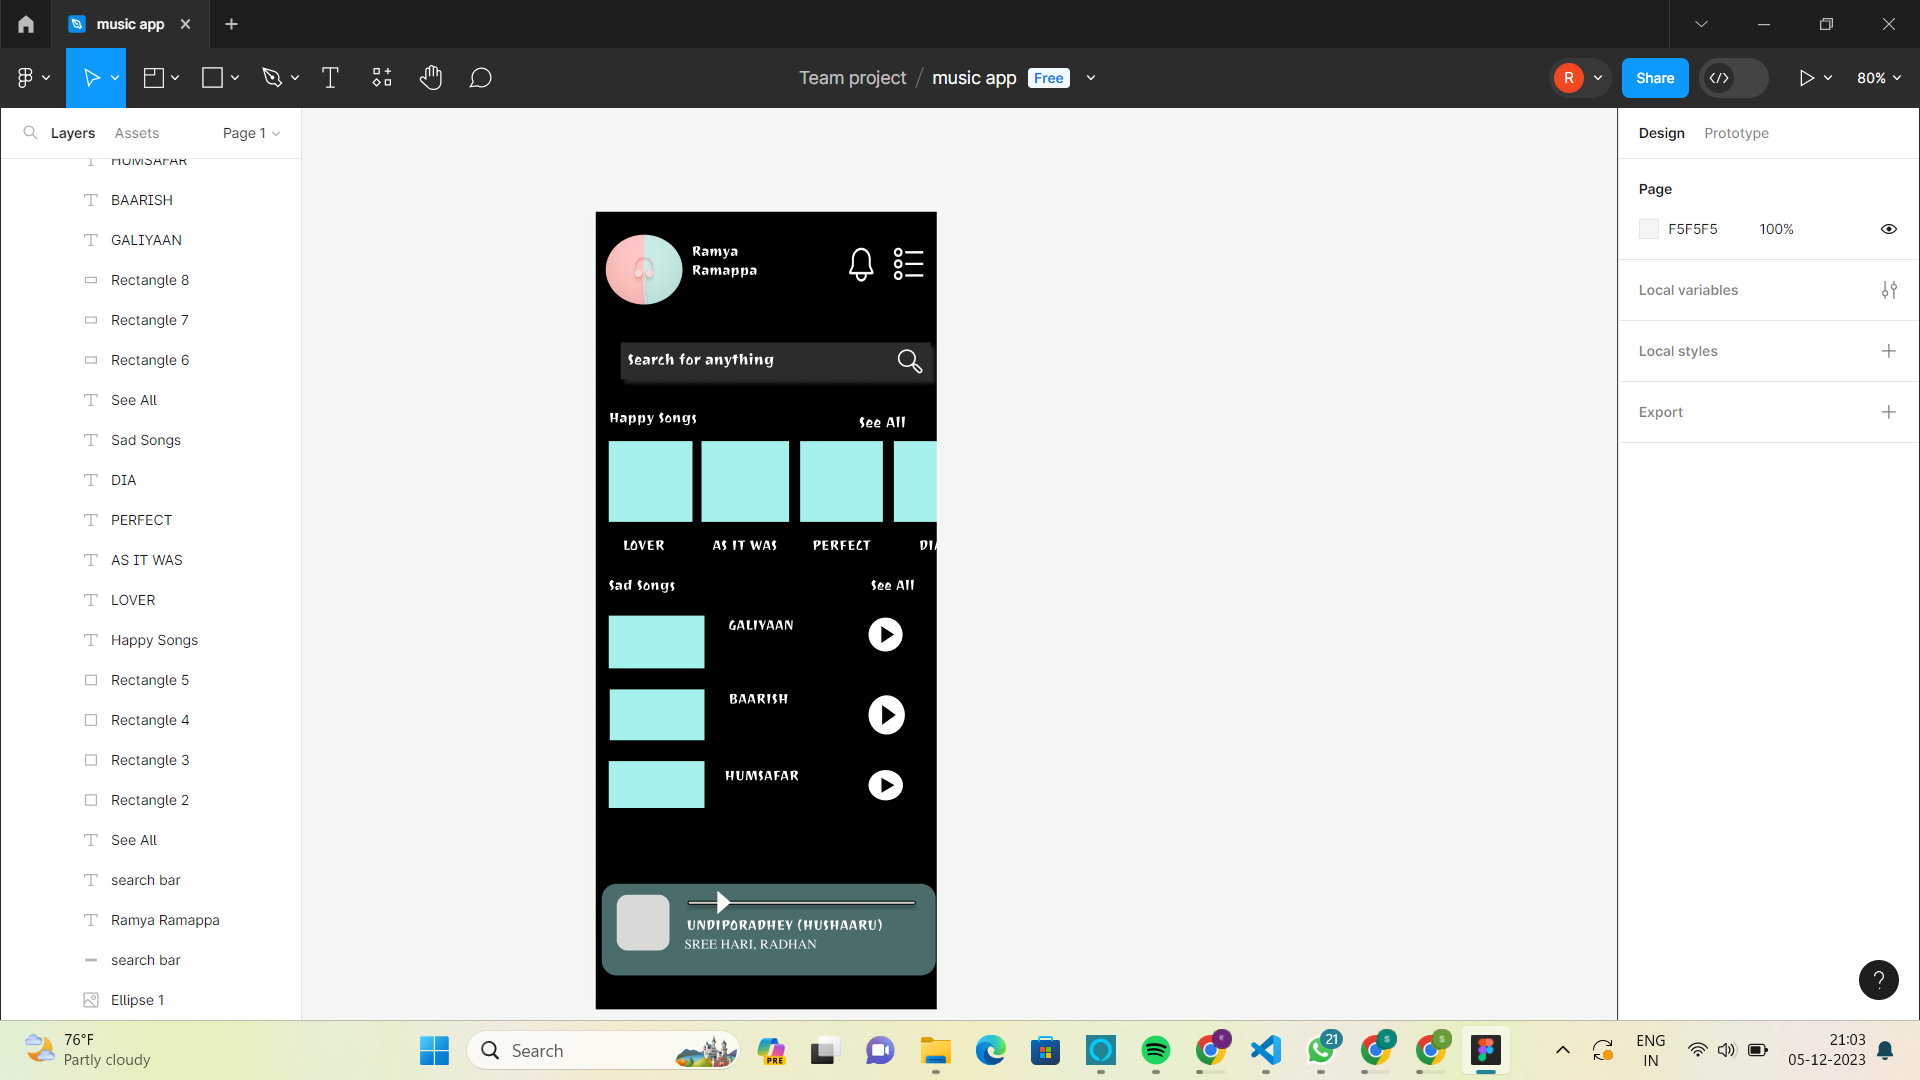 music app
Team project / music app Free
R
Share
80%
Layers
Assets
Page 1
HUMSAFAR
BAARISH
GALIYAAN
Rectangle 8
Rectangle 7
Rectangle 6
See All
Sad Songs
DIA
PERFECT
AS IT WAS
LOVER
Happy Songs
Rectangle 5
Rectangle 4
Rectangle 3
Rectangle 2
See All
search bar
Ramya Ramappa
search bar
Ellipse 1
Ramya
Ramappa
Search for anything
Happy Songs
See All
LOVER
AS IT WAS
PERFECT
DIA
Sad Songs
See All
GALIYAAN
BAARISH
HUMSAFAR
UNDIPORADHEY (HUSHAARU)
SREE HARI, RADHAN
Design
Prototype
Page
F5F5F5
100%
Local variables
Local styles
Export
?
76°F
Partly cloudy
Search
PRE
21
ENG
IN
21:03
05-12-2023